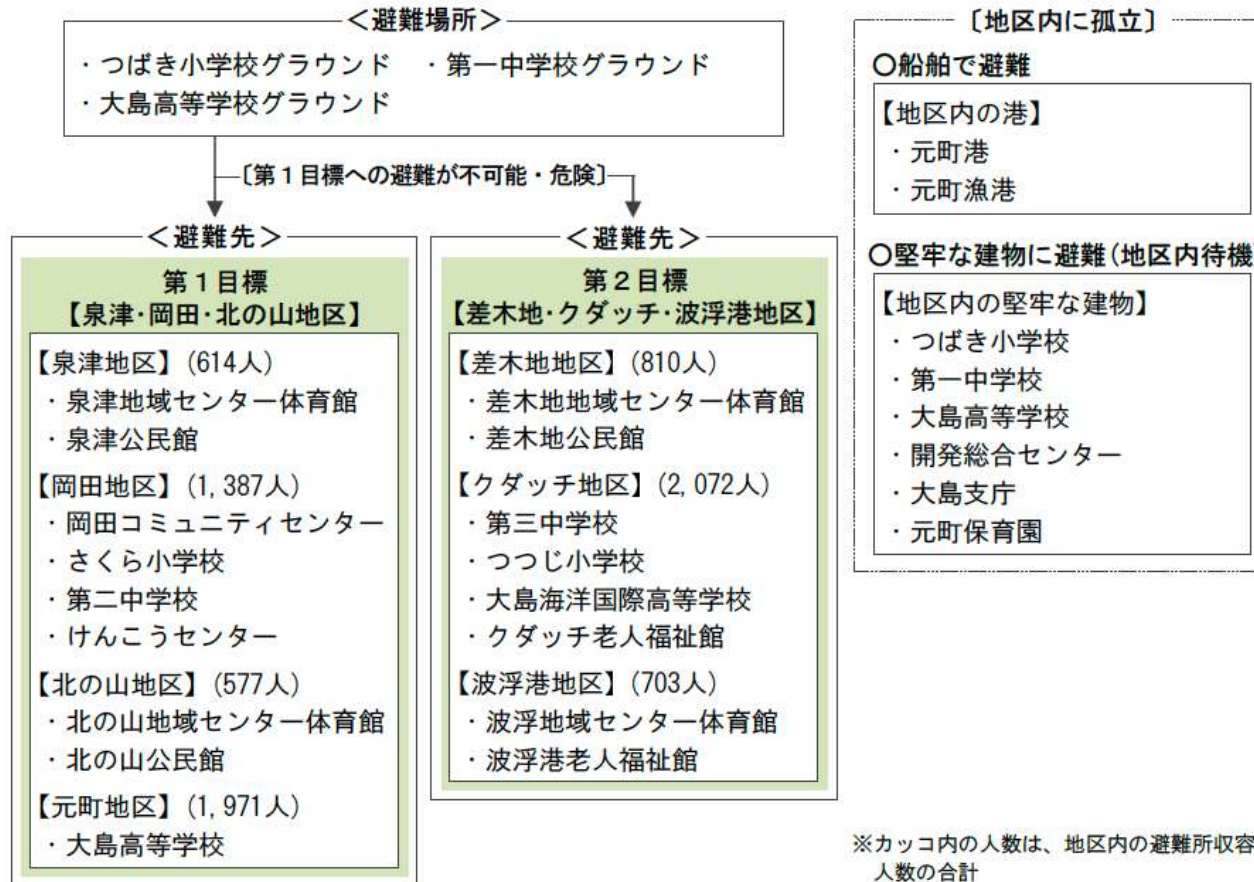 ＜避難場所＞
・つばき小学校グラウンド　・第一中学校グラウンド
・大島高等学校グラウンド
〔第１目標への避難が不可能・危険〕
＜避難先＞
第１目標
【泉津・岡田・北の山地区】
【泉津地区】(614人)
・泉津地域センター体育館
・泉津公民館
【岡田地区】(1,387人)
・岡田コミュニティセンター
・さくら小学校
・第二中学校
・けんこうセンター
【北の山地区】(577人)
・北の山地域センター体育館
・北の山公民館
【元町地区】(1,971人)
・大島高等学校
＜避難先＞
第２目標
【差木地・クダッチ・波浮港地区】
【差木地地区】(810人)
・差木地地域センター体育館
・差木地公民館
【クダッチ地区】(2,072人)
・第三中学校
・つつじ小学校
・大島海洋国際高等学校
・クダッチ老人福祉館
【波浮港地区】(703人)
・波浮地域センター体育館
・波浮港老人福祉館
〔地区内に孤立〕
〇船舶で避難
【地区内の港】
・元町港
・元町漁港
〇堅牢な建物に避難(地区内待機
【地区内の堅牢な建物】
・つばき小学校
・第一中学校
・大島高等学校
・開発総合センター
・大島支庁
・元町保育園
※カッコ内の人数は、地区内の避難所収容
人数の合計